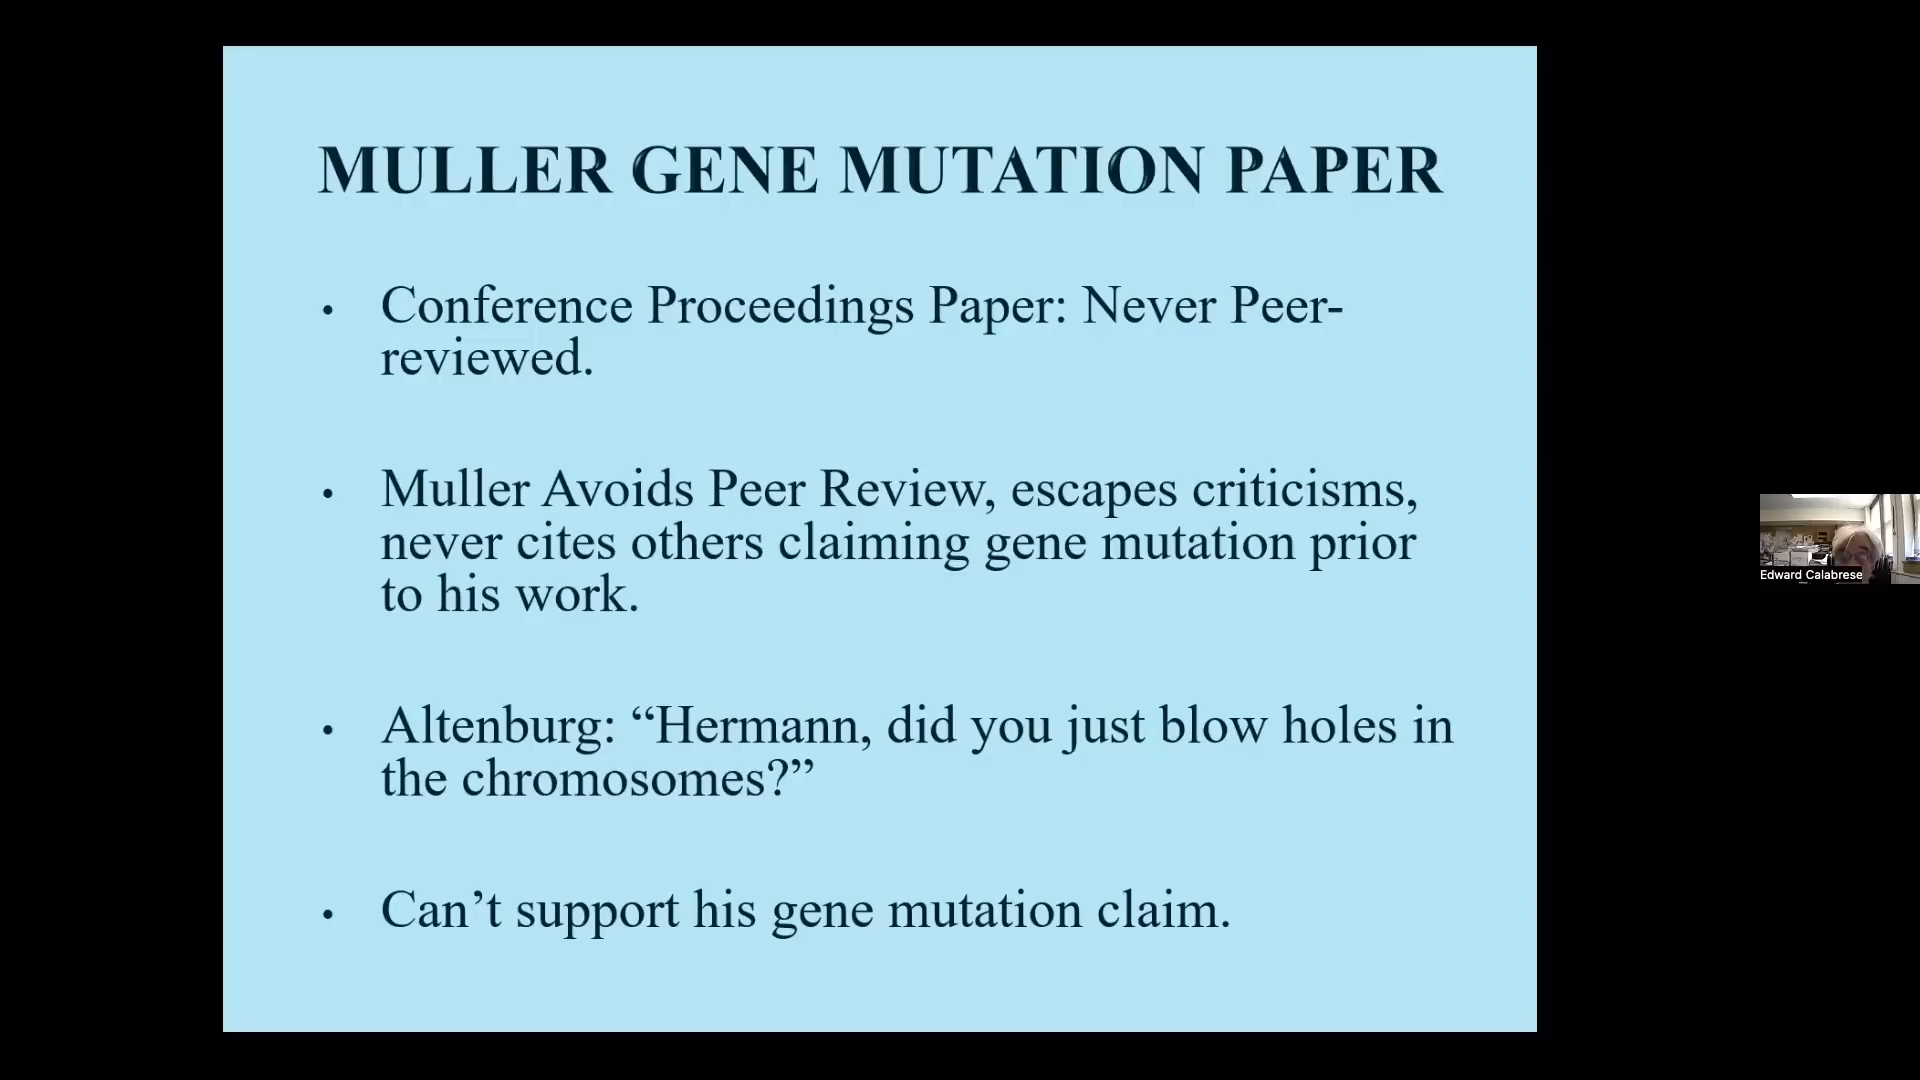 MULLER GENE MUTATION PAPER
• Conference Proceedings Paper: Never Peer-
reviewed.
• Muller Avoids Peer Review, escapes criticisms,
never cites others claiming gene mutation prior
to his work.
• Altenburg: “Hermann, did you just blow holes in
the chromosomes?”
• Can’t support his gene mutation claim.
Edward Calabrese